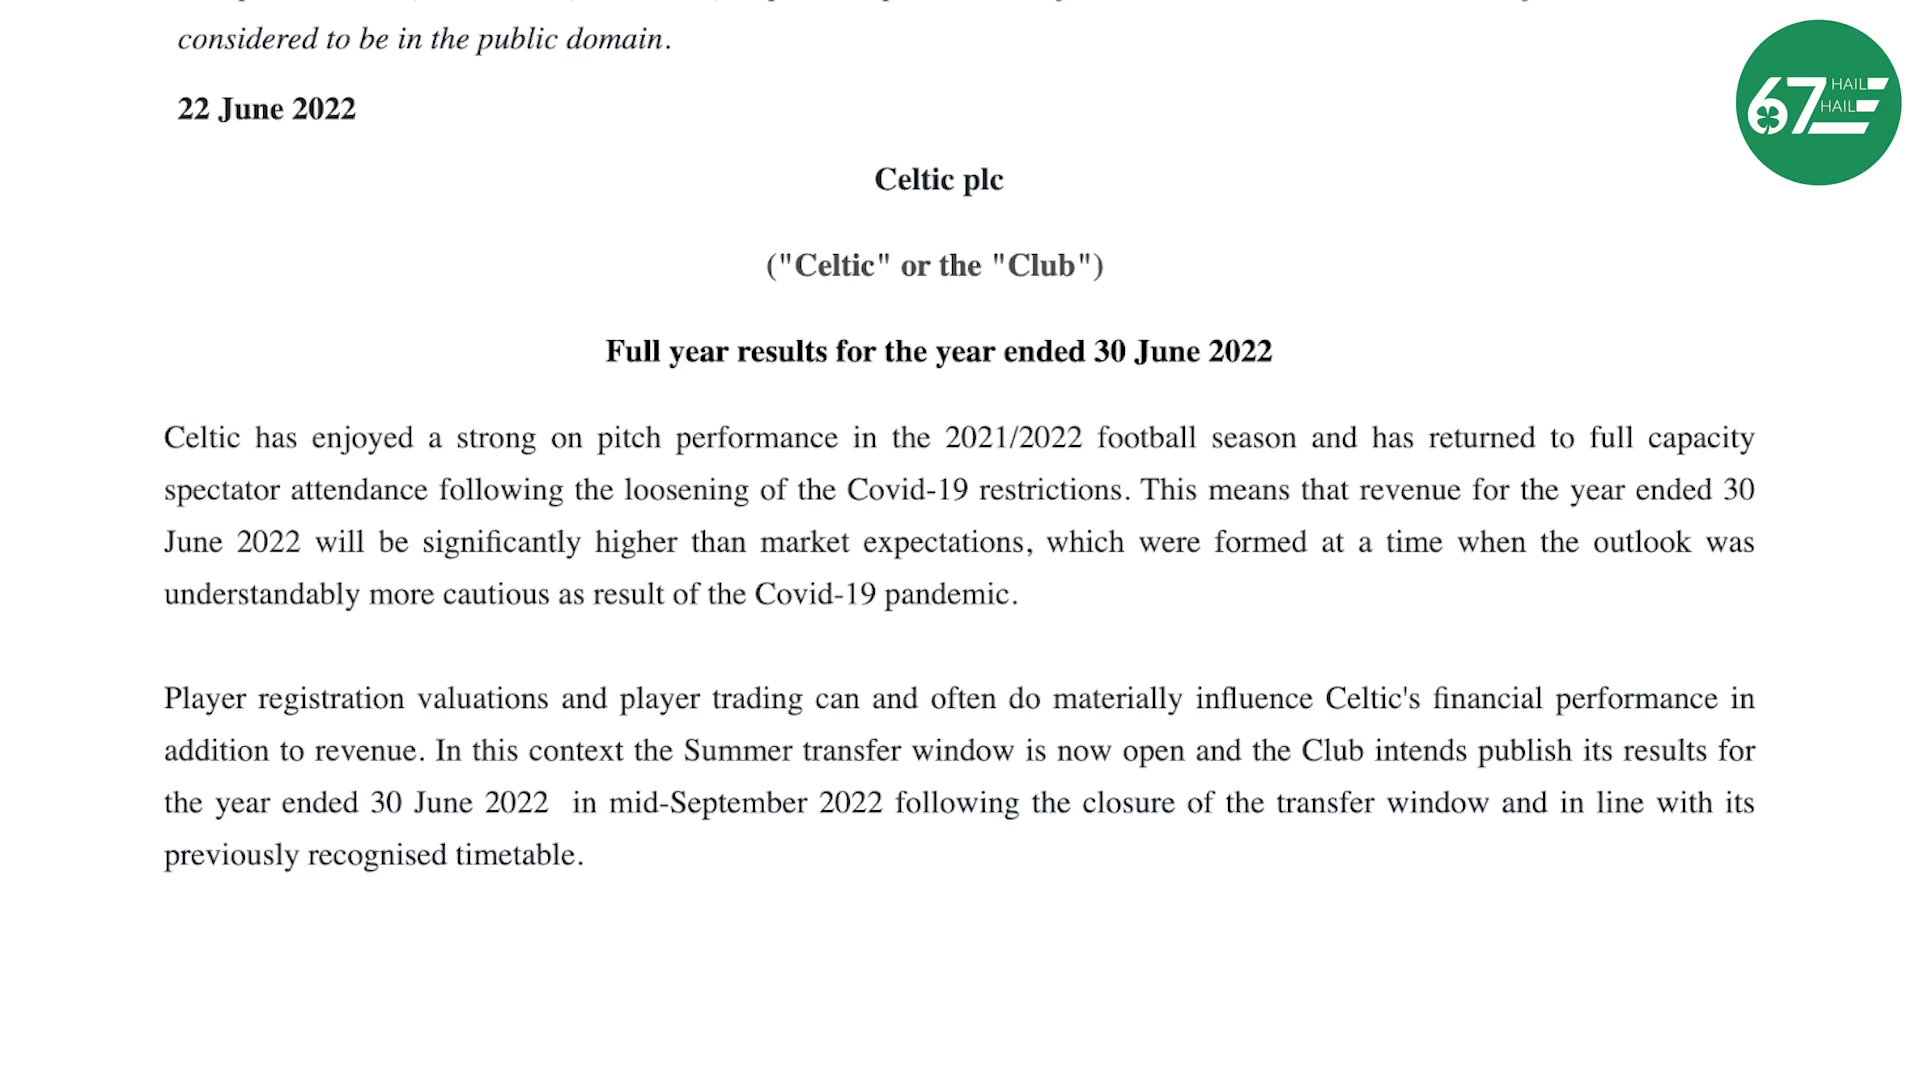 considered to be in the public domain.
22 June 2022
67 HAIL
HAIL
Celtic plc
("Celtic" or the "Club")
Full year results for the year ended 30 June 2022
Celtic has enjoyed a strong on pitch performance in the 2021/2022 football season and has returned to full capacity
spectator attendance following the loosening of the Covid-19 restrictions. This means that revenue for the year ended 30
June 2022 will be significantly higher than market expectations, which were formed at a time when the outlook was
understandably more cautious as result of the Covid-19 pandemic.
Player registration valuations and player trading can and often do materially influence Celtic's financial performance in
addition to revenue. In this context the Summer transfer window is now open and the Club intends publish its results for
the year ended 30 June 2022  in mid-September 2022 following the closure of the transfer window and in line with its
previously recognised timetable.